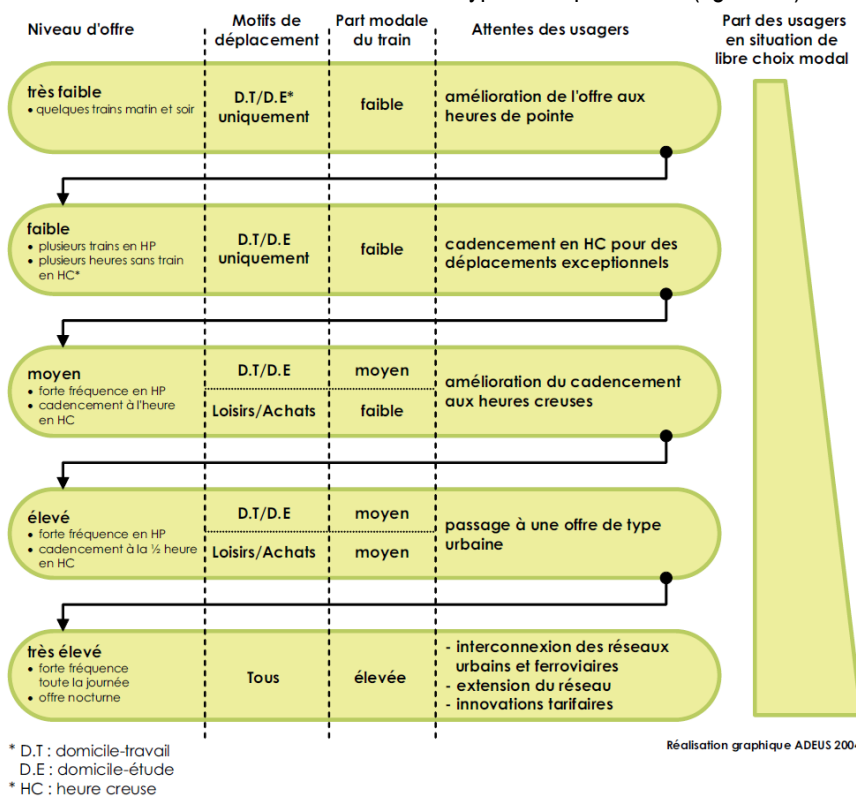 Niveau d'offre
Motifs de
déplacement
Part modale
du train
Attentes des usagers
Part des usagers
en situation de
libre choix modal
très faible
• quelques trains matin et soir
D.T/D.E*
uniquement
faible
amélioration de l'offre aux
heures de pointe
faible
• plusieurs trains en HP
• plusieurs heures sans train
en HC*
D.T/D.E
uniquement
faible
cadencement en HC pour des
déplacements exceptionnels
moyen
• forte fréquence en HP
• cadencement à l'heure
en HC
D.T/D.E
moyen
Loisirs/Achats
faible
amélioration du cadencement
aux heures creuses
élevé
• forte fréquence en HP
• cadencement à la ½ heure
en HC
D.T/D.E
moyen
Loisirs/Achats
moyen
passage à une offre de type
urbaine
très élevé
• forte fréquence
toute la journée
• offre nocturne
Tous
élevée
- interconnexion des réseaux
urbains et ferroviaires
- extension du réseau
- innovations tarifaires
* D.T : domicile-travail
D.E : domicile-étude
* HC : heure creuse
Réalisation graphique ADEUS 2004